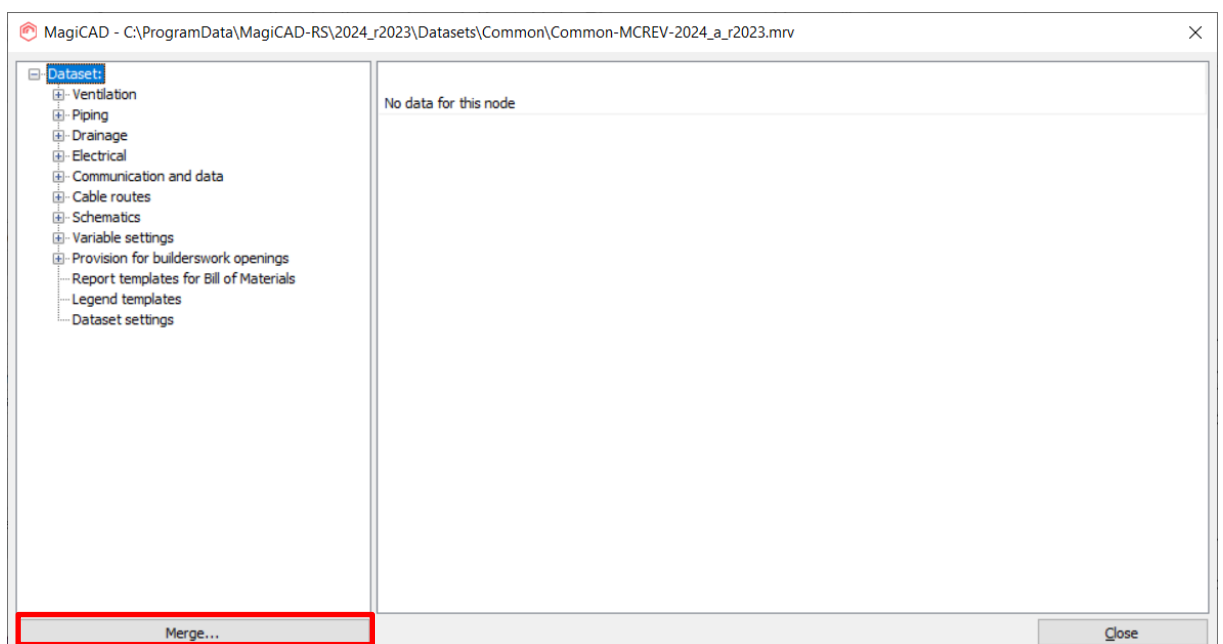 MagiCAD - C:\ProgramData\MagiCAD-RS\2024_r2023\Datasets\Common\Common-MCREV-2024_a_r2023.mrv
Dataset:
Ventilation
Piping
Drainage
Electrical
Communication and data
Cable routes
Schematics
Variable settings
Provision for builderswork openings
Report templates for Bill of Materials
Legend templates
Dataset settings
No data for this node
Merge...
Close